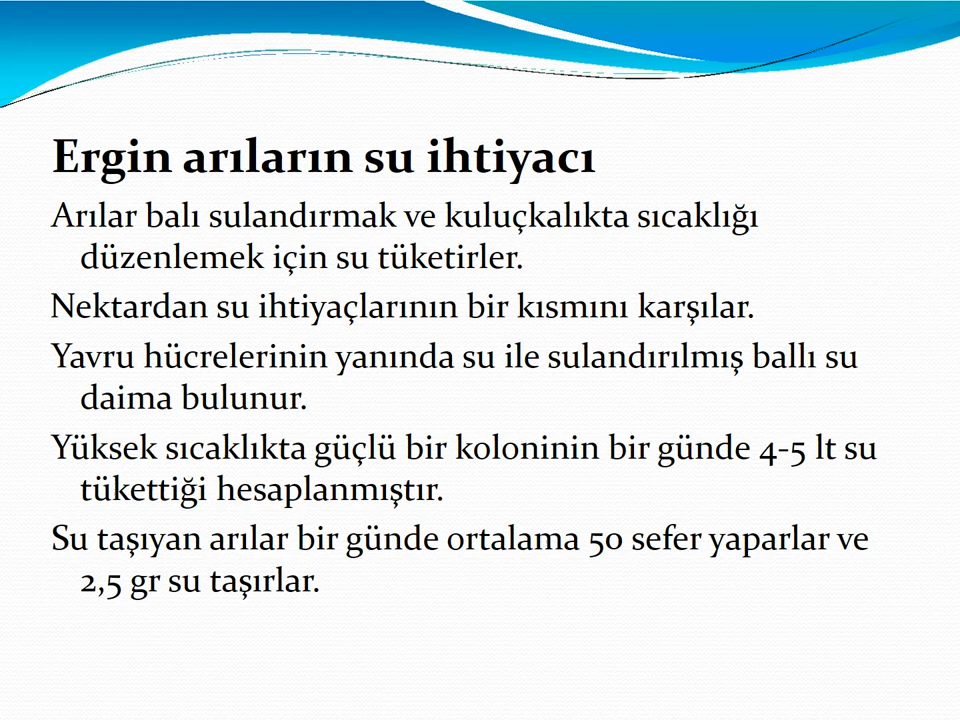 Ergin arıların su ihtiyacı
Arılar balı sulandırmak ve kuluçkalıkta sıcaklığı
düzenlemek için su tüketirler.
Nektardan su ihtiyaçlarının bir kısmını karşılar.
Yavru hücrelerinin yanında su ile sulandırılmış ballı su
daima bulunur.
Yüksek sıcaklıkta güçlü bir koloninin bir günde 4-5 lt su
tükettiği hesaplanmıştır.
Su taşıyan arılar bir günde ortalama 50 sefer yaparlar ve
2,5 gr su taşırlar.